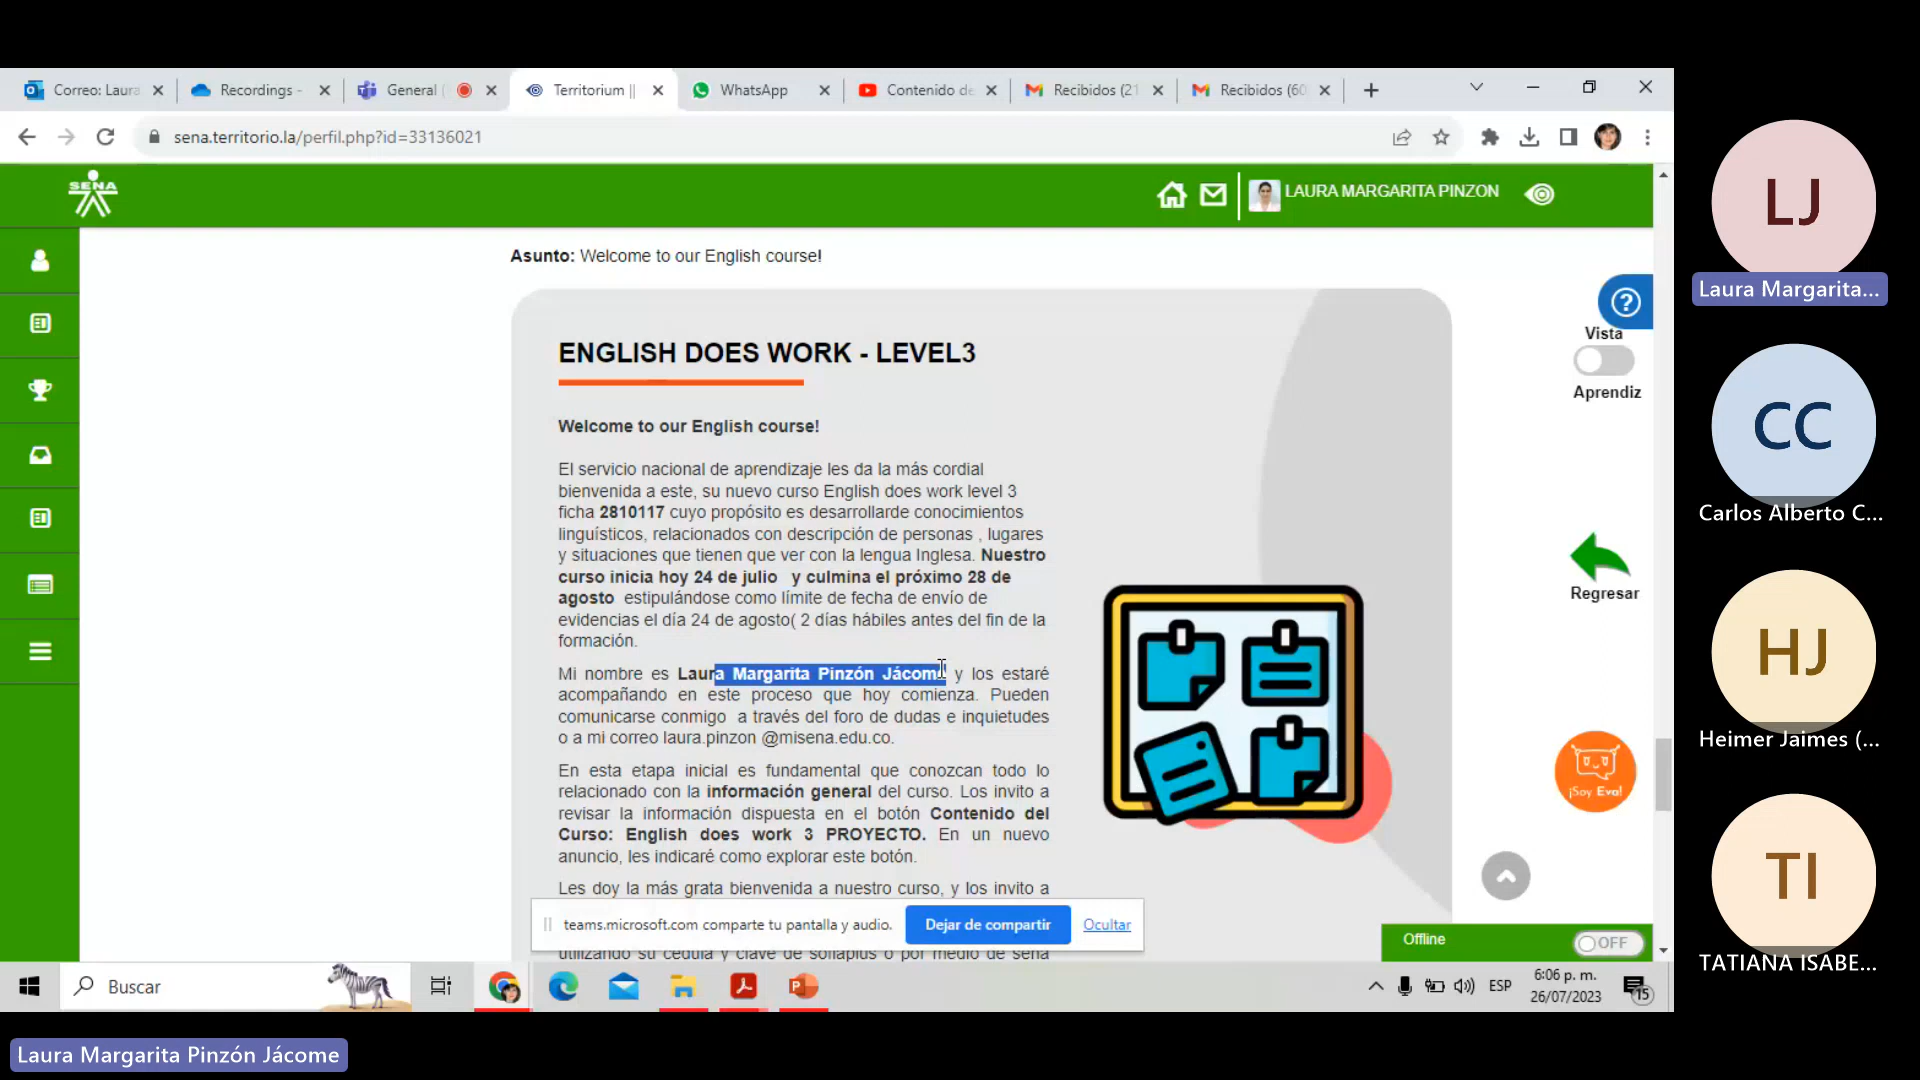 Correo: Laura
Recordings -
General (
Territorium ||
WhatsApp
Contenido de
Recibidos (21
Recibidos (60
sena.territorio.la/perfil.php?id=33136021
SENA
LAURA MARGARITA PINZON
Asunto: Welcome to our English course!
ENGLISH DOES WORK - LEVEL3
Welcome to our English course!
El servicio nacional de aprendizaje les da la más cordial
bienvenida a este, su nuevo curso English does work level 3
ficha 2810117 cuyo propósito es desarrollarde conocimientos
linguísticos, relacionados con descripción de personas , lugares
y situaciones que tienen que ver con la lengua Inglesa. Nuestro
curso inicia hoy 24 de julio y culmina el próximo 28 de
agosto estipulándose como límite de fecha de envío de
evidencias el día 24 de agosto( 2 días hábiles antes del fin de la
formación.
Mi nombre es Laura Margarita Pinzón Jácome y los estaré
acompañando en este proceso que hoy comienza. Pueden
comunicarse conmigo a través del foro de dudas e inquietudes
o a mi correo laura.pinzon @misena.edu.co.
En esta etapa inicial es fundamental que conozcan todo lo
relacionado con la información general del curso. Los invito a
revisar la información dispuesta en el botón Contenido del
Curso: English does work 3 PROYECTO. En un nuevo
anuncio, les indicaré como explorar este botón.
Les doy la más grata bienvenida a nuestro curso, y los invito a
utilizando su cedula y clave de sofiaplus o por medio de sena
Vista
Aprendiz
Regresar
¡Soy Eva!
teams.microsoft.com comparte tu pantalla y audio.
Dejar de compartir
Ocultar
Offline
OFF
Buscar
ESP
6:06 p. m.
26/07/2023
15
LJ
Laura Margarita...
CC
Carlos Alberto C...
HJ
Heimer Jaimes (...
TI
TATIANA ISABE...
Laura Margarita Pinzón Jácome